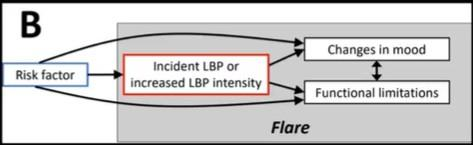 B
Risk factor
Incident LBP or
increased LBP intensity
Changes in mood
Functional limitations
Flare